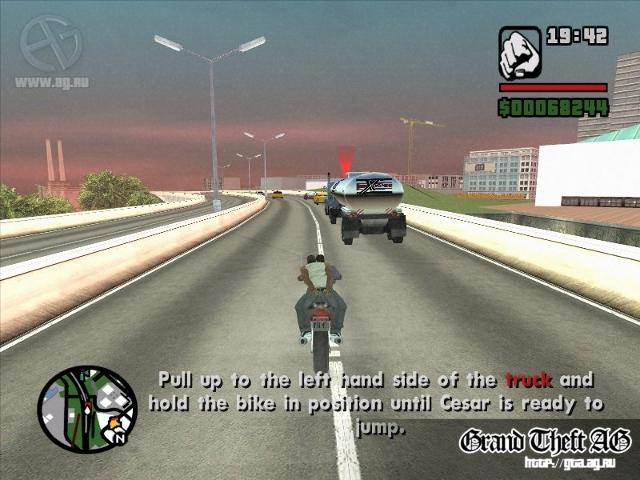 AG
www.ag.ru
19:42
$00068244
Pull up to the left hand side of the truck and
hold the bike in position until Cesar is ready to
jump.
N
Grand Theft AG
http://gta.ag.ru